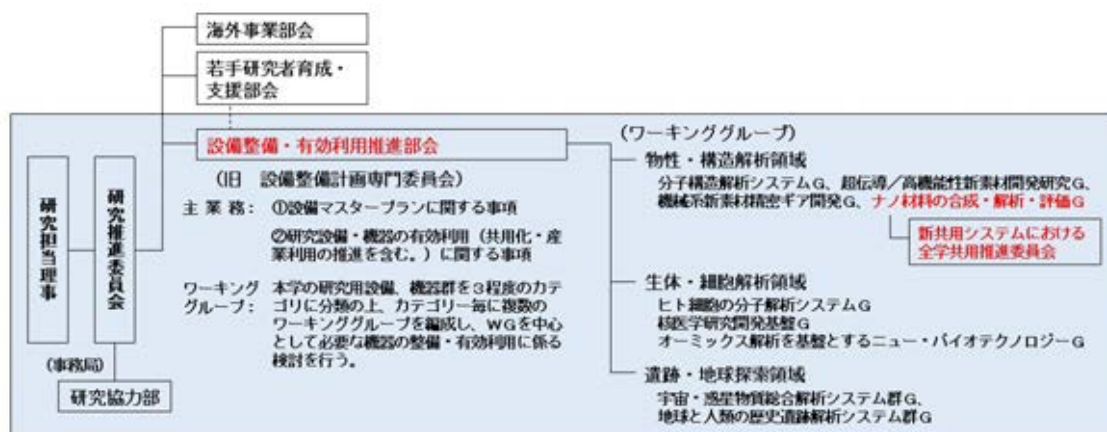 海外事業部会
若手研究者育成・
支援部会
設備整備・有効利用推進部会
(旧 設備整備計画専門委員会)
主業務: ①設備マスタープランに関する事項
②研究設備・機器の有効利用(共用化・産
業利用の推進を含む。)に関する事項
ワーキング
グループ:
本学の研究用設備、機器群を3程度のカテ
ゴリに分類の上、カテゴリー毎に複数の
ワーキンググループを編成し、WGを中心
として必要な機器の整備・有効利用に係る
検討を行う。
研究担当理事
研究推進委員会
(事務局)
研究協力部
(ワーキンググループ)
物性・構造解析領域
分子構造解析システムG、超伝導/高機能性新素材開発研究G、
機械系新素材精密ギア開発G、ナノ材料の合成・解析・評価G
新共用システムにおける
全学共用推進委員会
生体・細胞解析領域
ヒト細胞の分子解析システムG
核医学研究開発基盤G
オーミックス解析を基盤とするニュー・バイオテクノロジーG
遺跡・地球探索領域
宇宙・惑星物質総合解析システム群G、
地球と人類の歴史遺跡解析システム群G